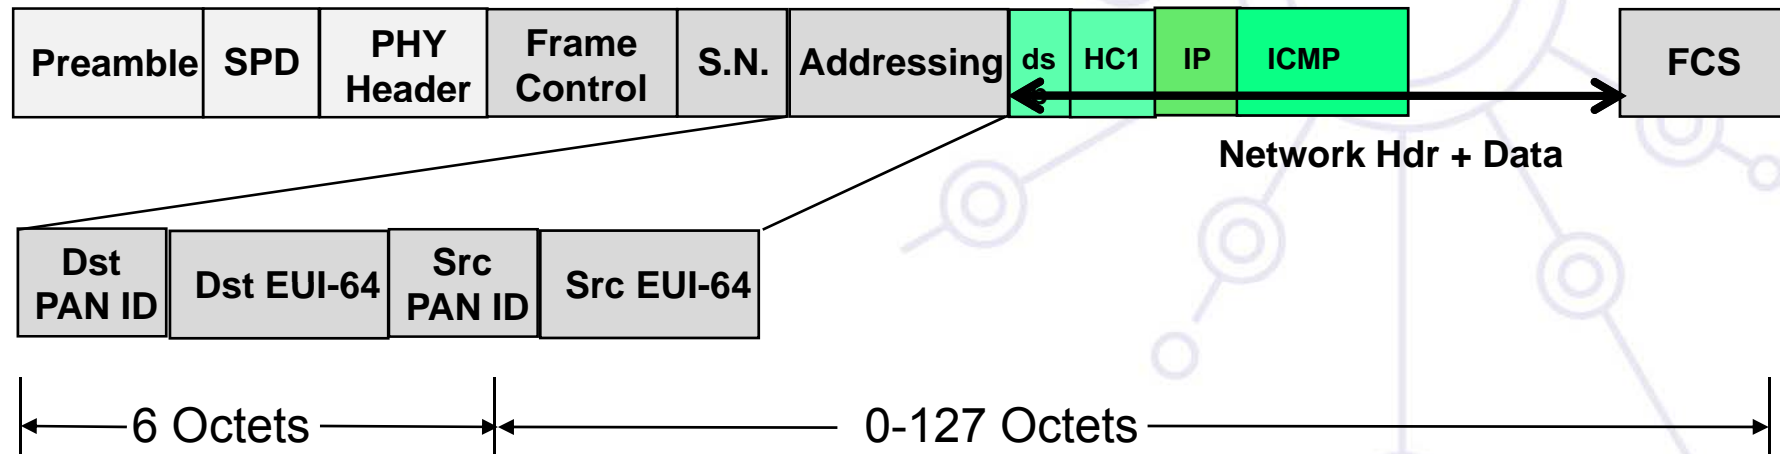 Preamble
SPD
PHY
Header
Frame
Control
S.N.
Addressing
ds
HC1
IP
ICMP
FCS
Network Hdr + Data
Dst
PAN ID
Dst EUI-64
Src
PAN ID
Src EUI-64
6 Octets
0-127 Octets